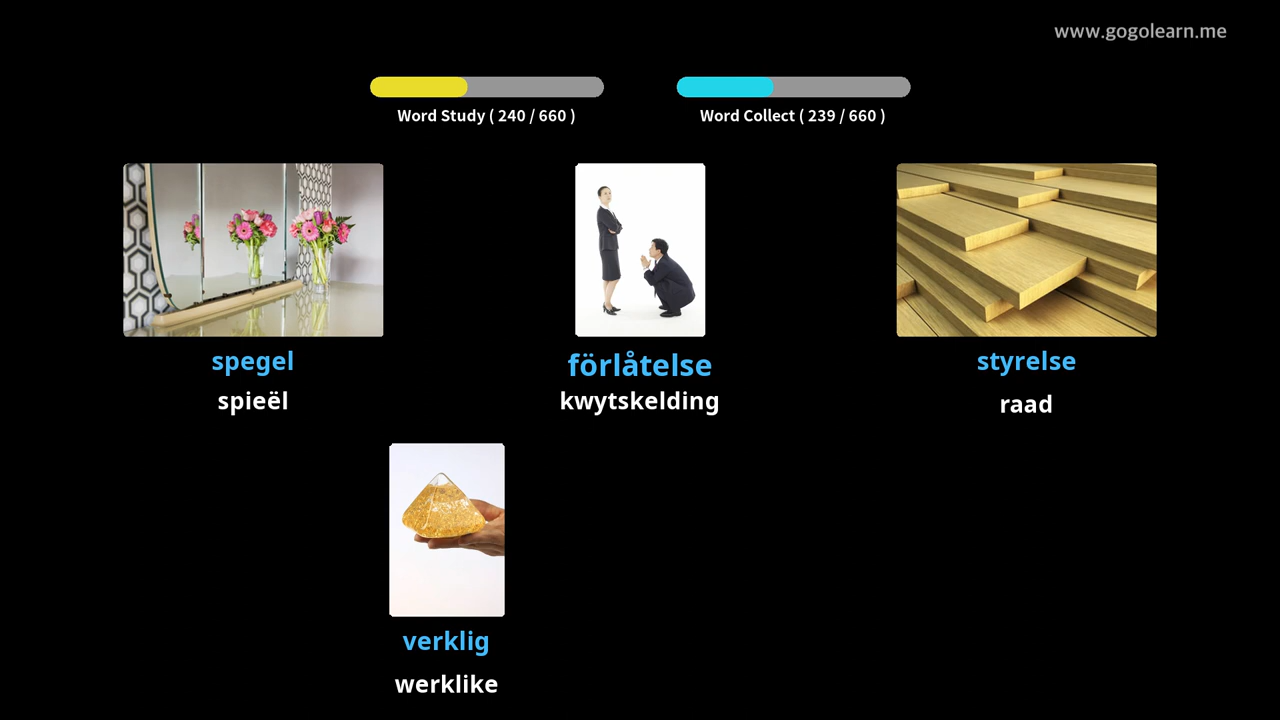 www.gogolearn.me
Word Study ( 240 / 660 )
Word Collect ( 239 / 660 )
spegel
förlåtelse
styrelse
spieël
kwytskelding
raad
verklig
werklike